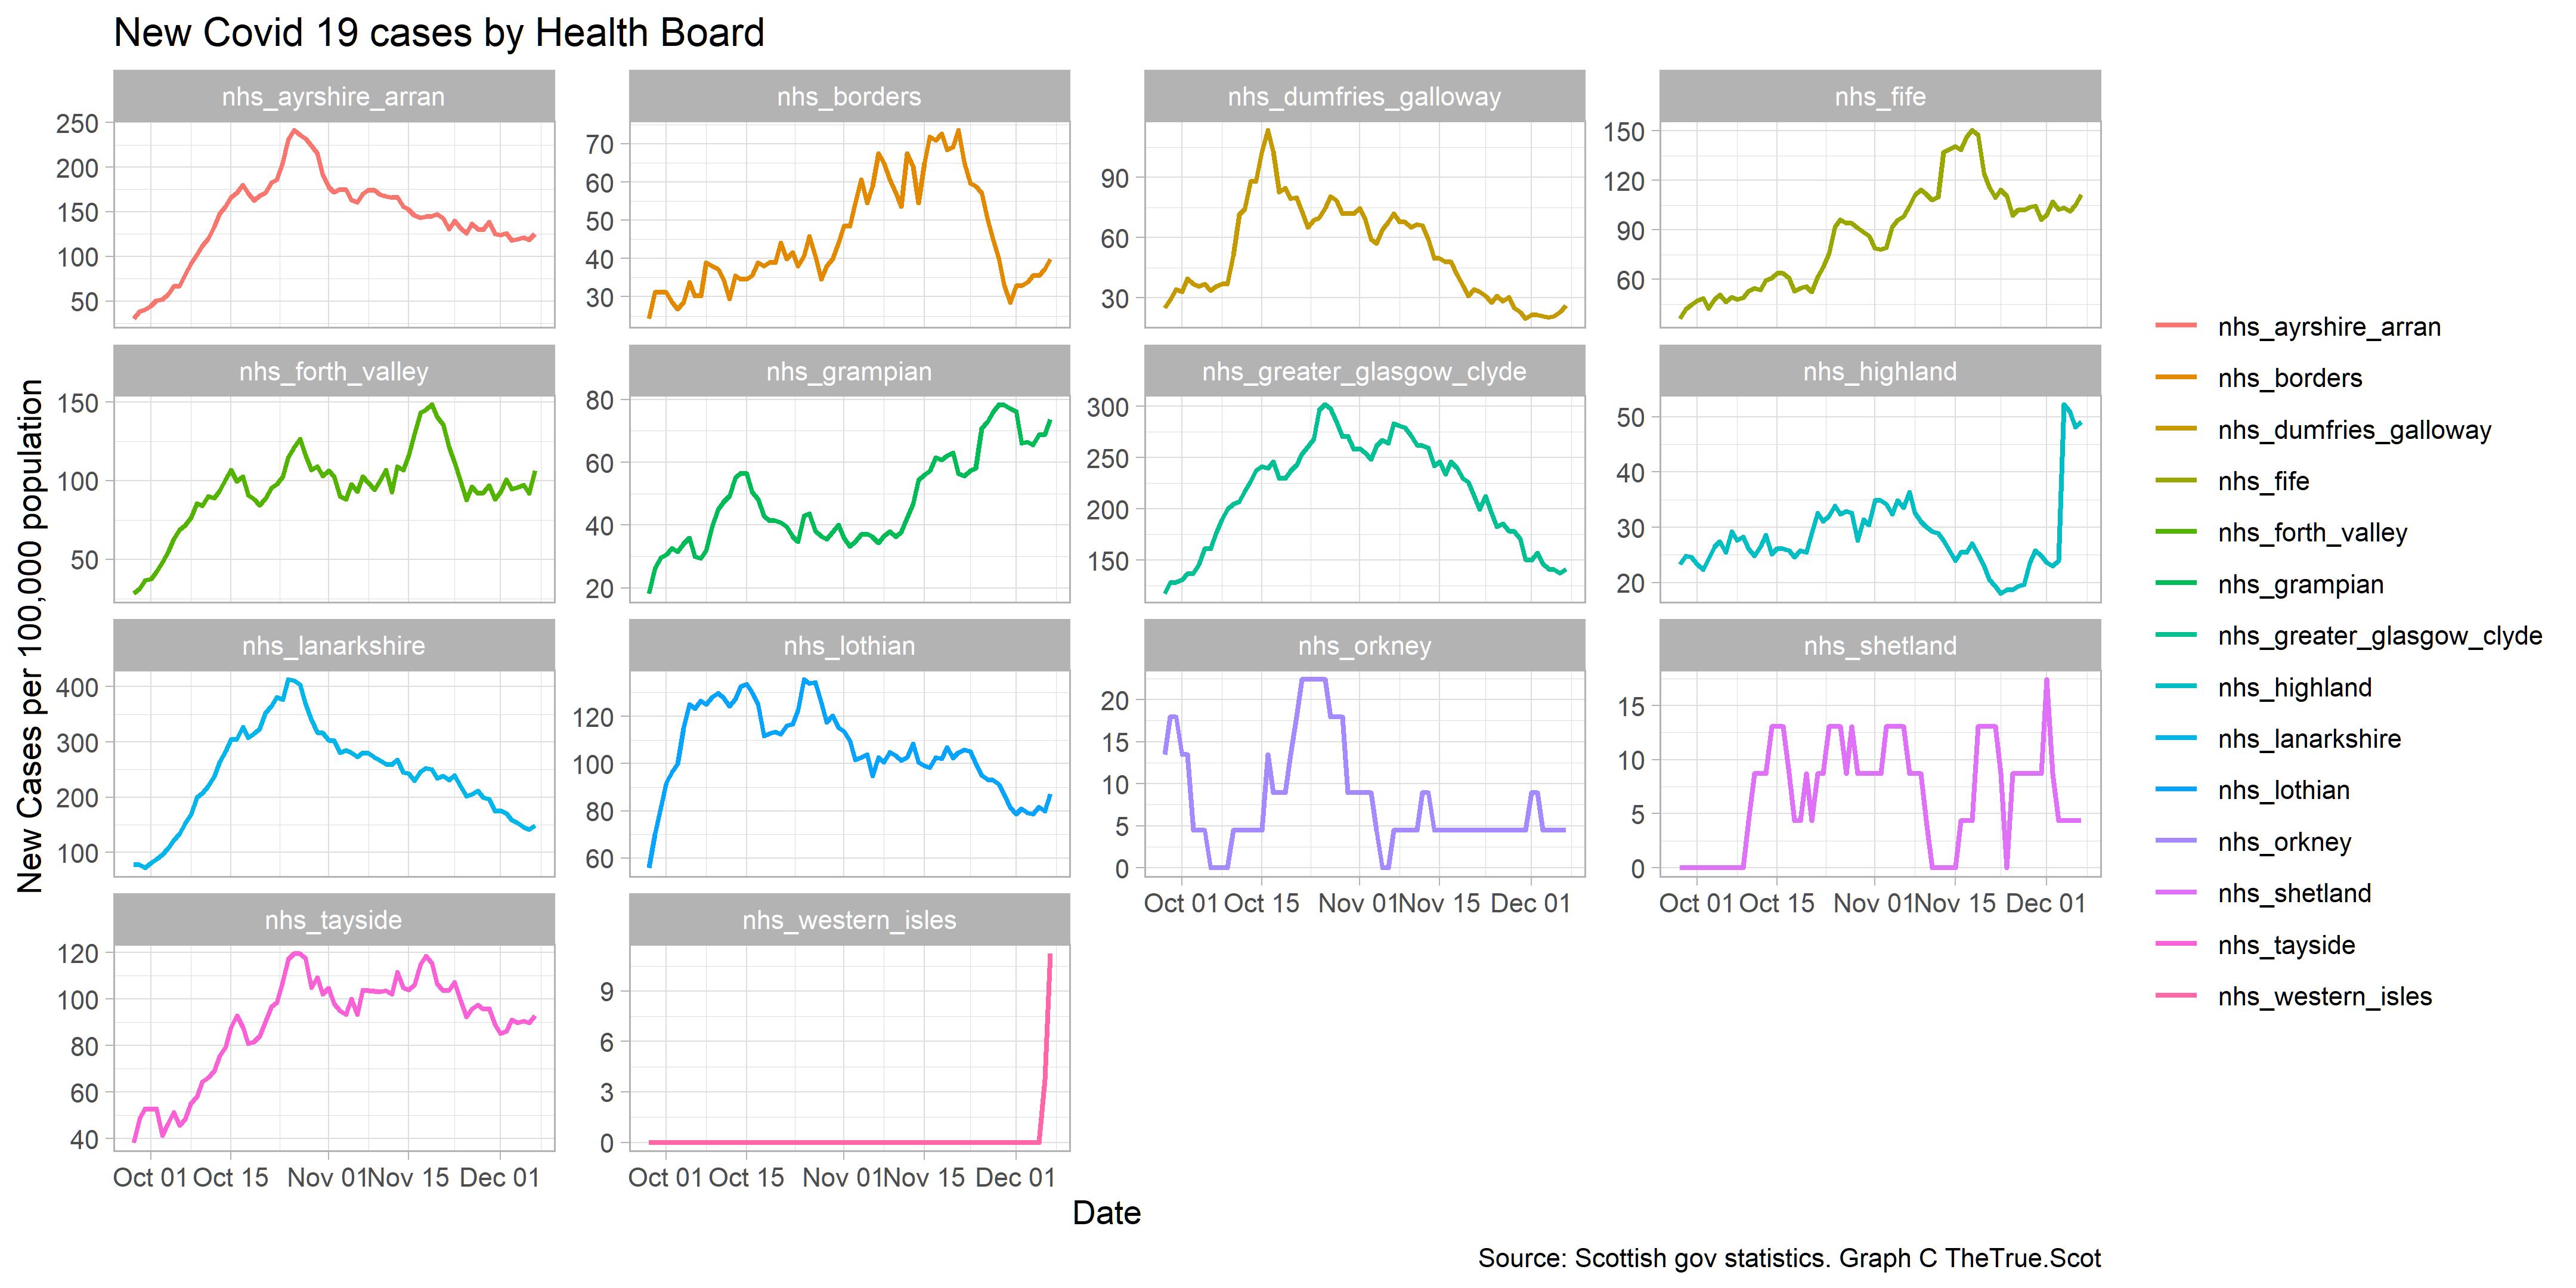 New Covid 19 cases by Health Board
nhs_ayrshire_arran
250
200
150
100
50
nhs_borders
70
60
50
40
30
nhs_dumfries_galloway
90
60
30
nhs_fife
150
120
90
60
nhs_forth_valley
150
100
50
nhs_grampian
80
60
40
20
nhs_greater_glasgow_clyde
300
250
200
150
nhs_highland
50
40
30
20
nhs_lanarkshire
400
300
200
100
nhs_lothian
120
100
80
60
nhs_orkney
20
15
10
5
0
Oct 01 Oct 15 Nov 01 Nov 15 Dec 01
nhs_shetland
15
10
5
0
Oct 01 Oct 15 Nov 01 Nov 15 Dec 01
nhs_tayside
120
100
80
60
40
Oct 01 Oct 15 Nov 01 Nov 15 Dec 01
nhs_western_isles
9
6
3
0
Oct 01 Oct 15 Nov 01 Nov 15 Dec 01
New Cases per 100,000 population
Date
nhs_ayrshire_arran
nhs_borders
nhs_dumfries_galloway
nhs_fife
nhs_forth_valley
nhs_grampian
nhs_greater_glasgow_clyde
nhs_highland
nhs_lanarkshire
nhs_lothian
nhs_orkney
nhs_shetland
nhs_tayside
nhs_western_isles
Source: Scottish gov statistics. Graph C TheTrue.Scot